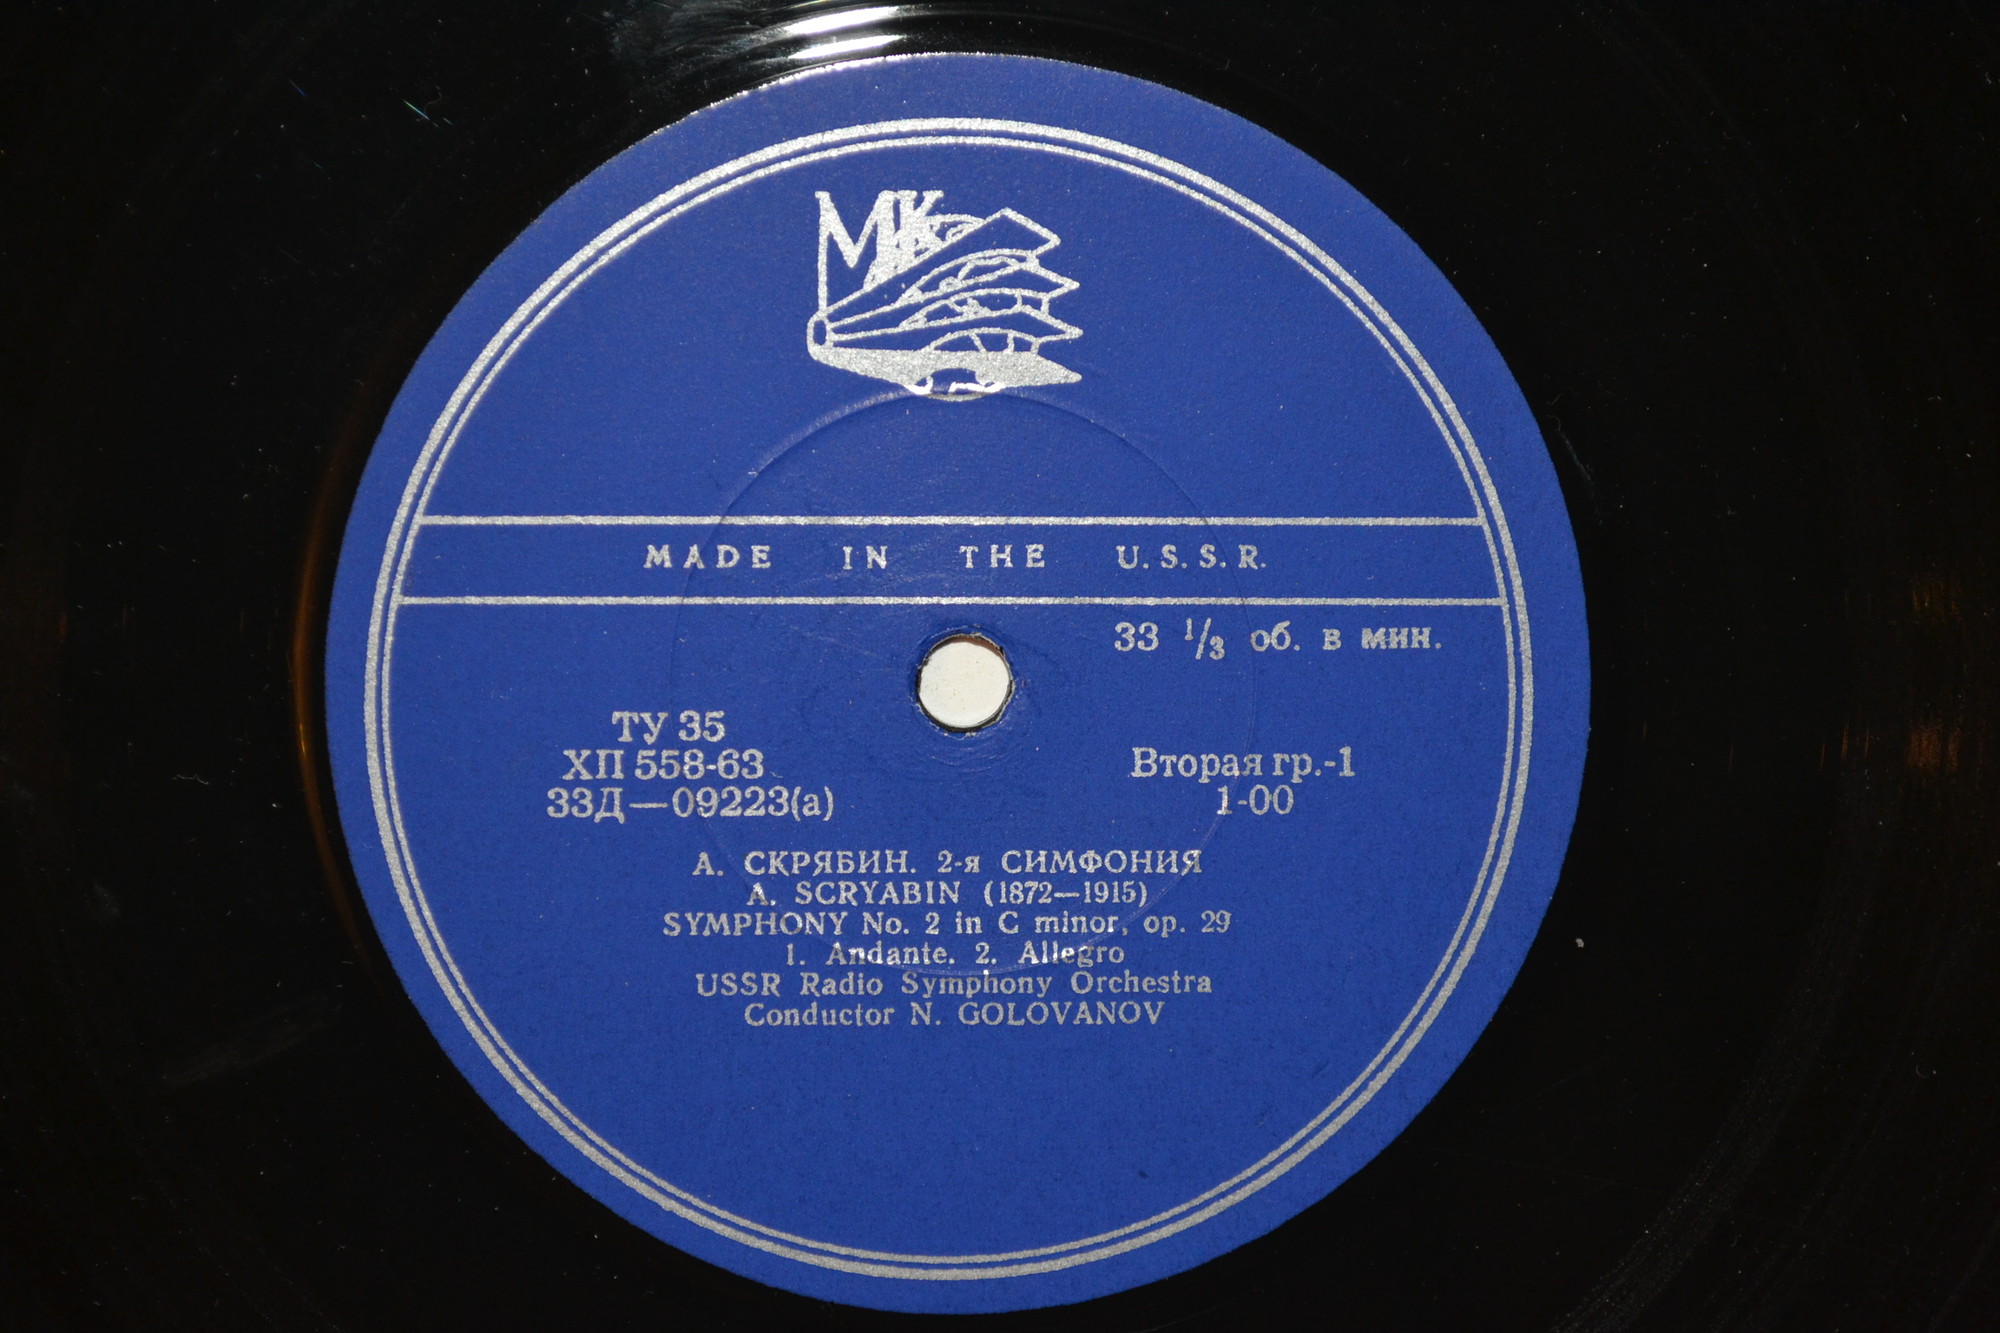 МК
MADE IN THE U.S.S.R.
33 1/3 об. в мин.
ТУ 35
ХП 558-63
33Д—09223(а)
Вторая гр.-1
1-00
А. СКРЯБИН. 2-я СИМФОНИЯ
A. SCRYABIN (1872—1915)
SYMPHONY No. 2 in C minor, op. 29
1. Andante. 2. Allegro
USSR Radio Symphony Orchestra
Conductor N. GOLOVANOV